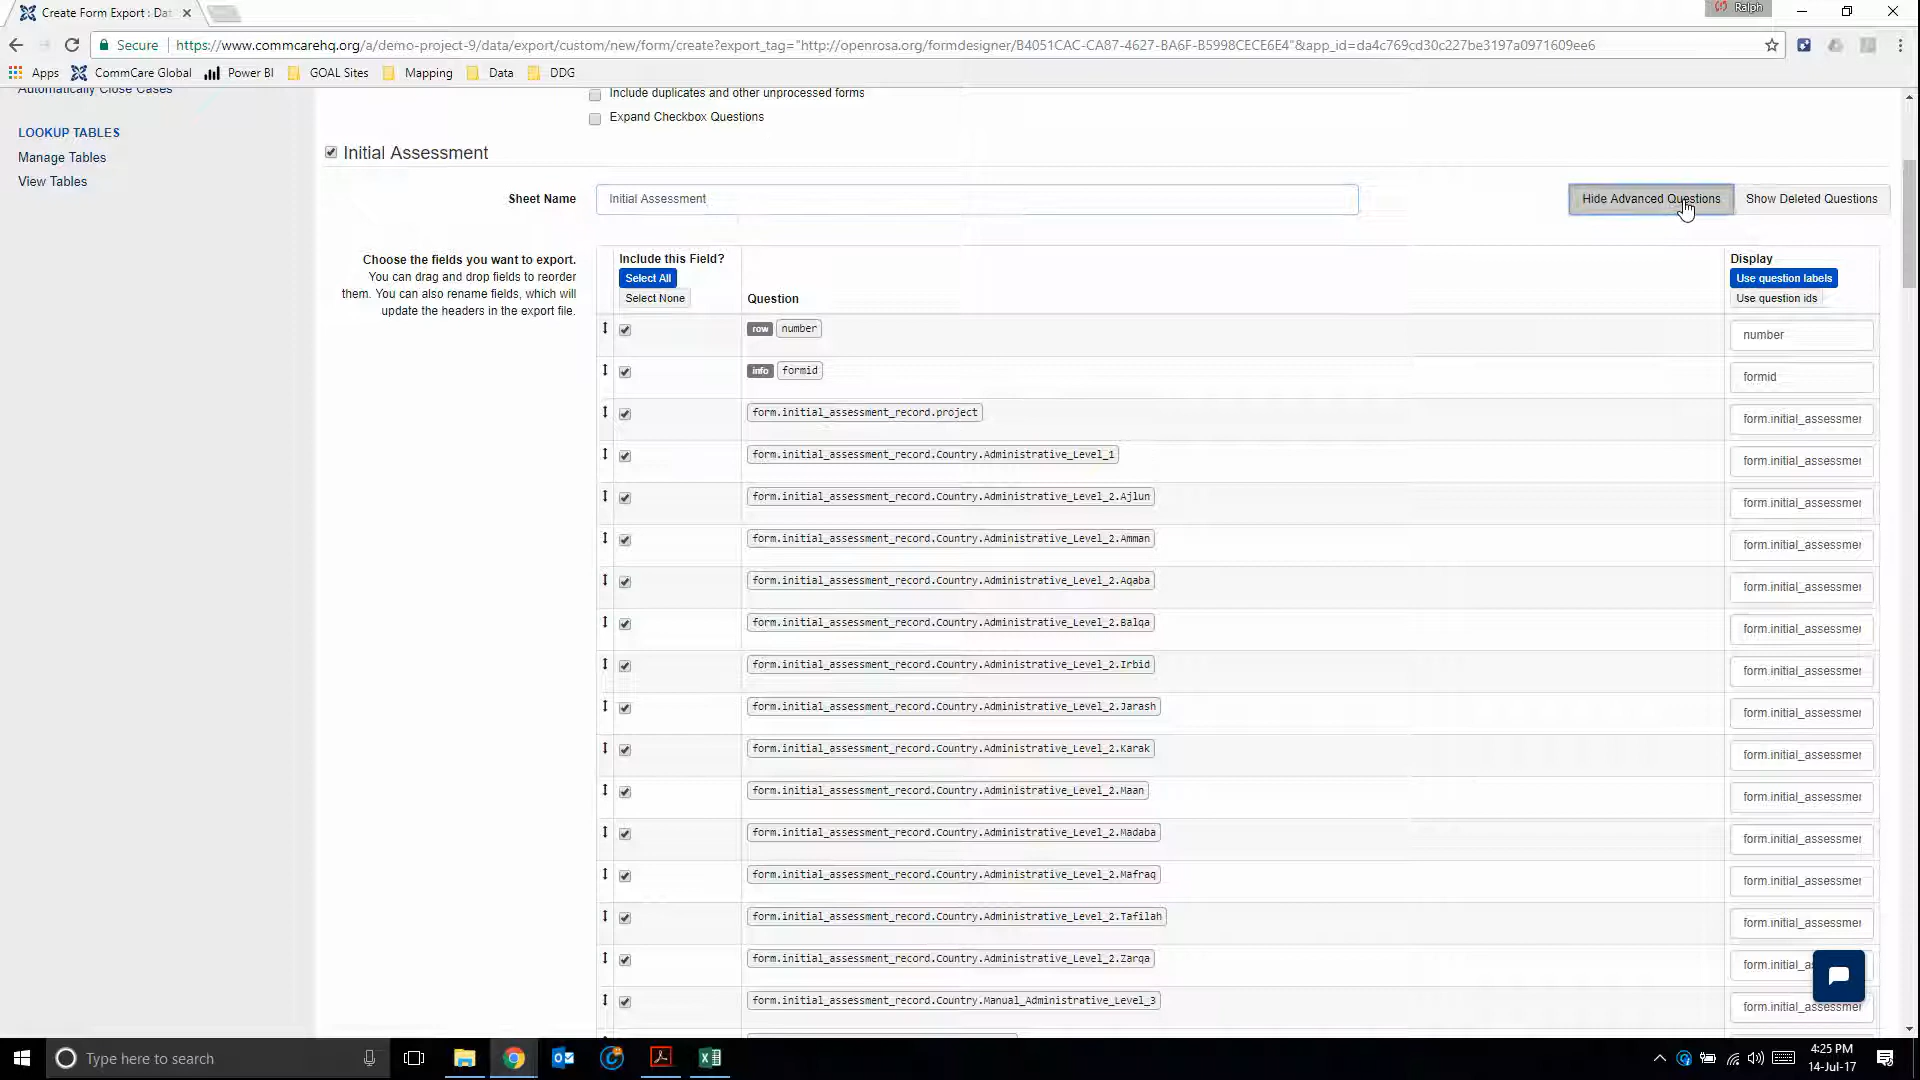 Create Form Export : Dat
Ralph
Secure
https://www.commcarehq.org/a/demo-project-9/data/export/custom/new/form/create?export_tag="http://openrosa.org/formdesigner/B4051CAC-CA87-4627-BA6F-B5998CECE6E4"&app_id=da4c769cd30c227be3197a0971609ee6
Apps CommCare Global Power BI GOAL Sites Mapping Data DDG
Automatically Close Cases
LOOKUP TABLES
Manage Tables
View Tables
Include duplicates and other unprocessed forms
Expand Checkbox Questions
Initial Assessment
Sheet Name Initial Assessment Hide Advanced Questions Show Deleted Questions
Choose the fields you want to export.
You can drag and drop fields to reorder
them. You can also rename fields, which will
update the headers in the export file.
Include this Field?
Select All
Select None
Question
Display
Use question labels
Use question ids
row number number
info formid formid
form.initial_assessment_record.project form.initial_assessmer
form.initial_assessment_record.Country.Administrative_Level_1 form.initial_assessmer
form.initial_assessment_record.Country.Administrative_Level_2.Ajlun form.initial_assessmer
form.initial_assessment_record.Country.Administrative_Level_2.Amman form.initial_assessmer
form.initial_assessment_record.Country.Administrative_Level_2.Aqaba form.initial_assessmer
form.initial_assessment_record.Country.Administrative_Level_2.Balqa form.initial_assessmer
form.initial_assessment_record.Country.Administrative_Level_2.Irbid form.initial_assessmer
form.initial_assessment_record.Country.Administrative_Level_2.Jarash form.initial_assessmer
form.initial_assessment_record.Country.Administrative_Level_2.Karak form.initial_assessmer
form.initial_assessment_record.Country.Administrative_Level_2.Maan form.initial_assessmer
form.initial_assessment_record.Country.Administrative_Level_2.Madaba form.initial_assessmer
form.initial_assessment_record.Country.Administrative_Level_2.Mafraq form.initial_assessmer
form.initial_assessment_record.Country.Administrative_Level_2.Tafilah form.initial_assessmer
form.initial_assessment_record.Country.Administrative_Level_2.Zarqa form.initial_a
form.initial_assessment_record.Country.Manual_Administrative_Level_3 form.initial_assessmer
Type here to search
4:25 PM
14-Jul-17